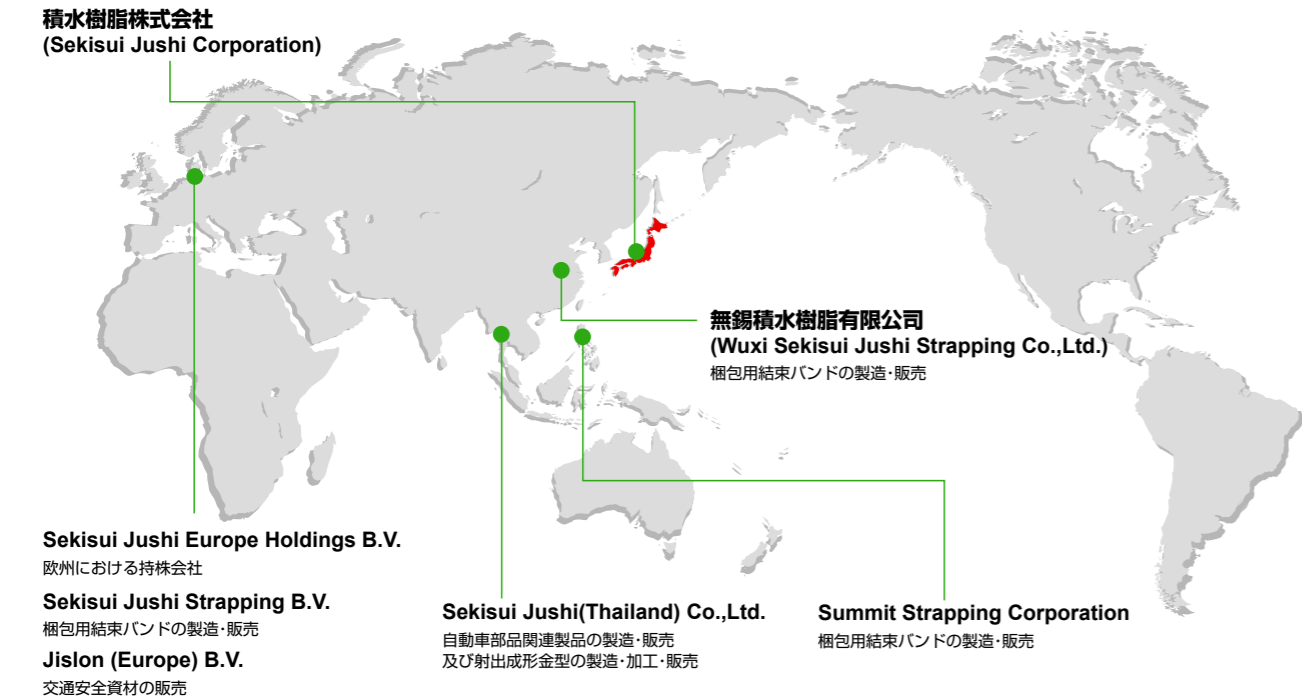 積水樹脂株式会社
(Sekisui Jushi Corporation)
無錫積水樹脂有限公司
(Wuxi Sekisui Jushi Strapping Co.,Ltd.)
梱包用結束バンドの製造・販売
Sekisui Jushi Europe Holdings B.V.
欧州における持株会社
Sekisui Jushi Strapping B.V.
梱包用結束バンドの製造・販売
Jislon (Europe) B.V.
交通安全資材の販売
Sekisui Jushi(Thailand) Co.,Ltd.
自動車部品関連製品の製造・販売
及び射出成形金型の製造・加工・販売
Summit Strapping Corporation
梱包用結束バンドの製造・販売